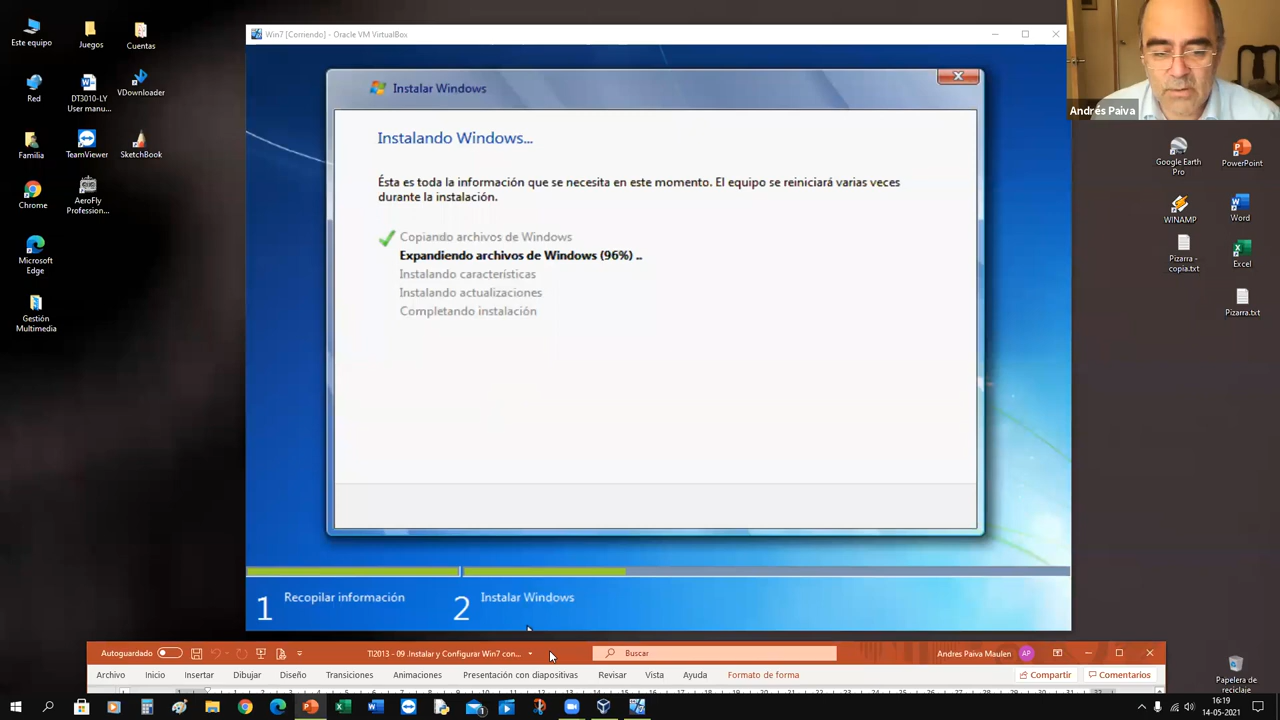 Este equipo
Juegos
Cuentas
Red
DT3010-LY
User manu...
VDownloader
Familia
TeamViewer
SketchBook
Chrome
AeroFly
Profession...
Microsoft
Edge
Gestión
Multimedia
Win7 [Corriendo] - Oracle VM VirtualBox
Instalar Windows
Instalando Windows...
Ésta es toda la información que se necesita en este momento. El equipo se reiniciará varias veces
durante la instalación.
Copiando archivos de Windows
Expandiendo archivos de Windows (96%) ..
Instalando características
Instalando actualizaciones
Completando instalación
1 Recopilar información
2 Instalar Windows
Andrés Paiva
Google Earth
Pro
PowerPoint
WINAMP
Word
Pizarra -
copia.txt
Excel
Pizarra.txt
Papelera de
reciclaje
Autoguardado
TI2013 - 09 .Instalar y Configurar Win7 con...
Buscar
Andres Paiva Maulen
AP
Archivo
Inicio
Insertar
Dibujar
Diseño
Transiciones
Animaciones
Presentación con diapositivas
Revisar
Vista
Ayuda
Formato de forma
Compartir
Comentarios
16:19
14-05-2021